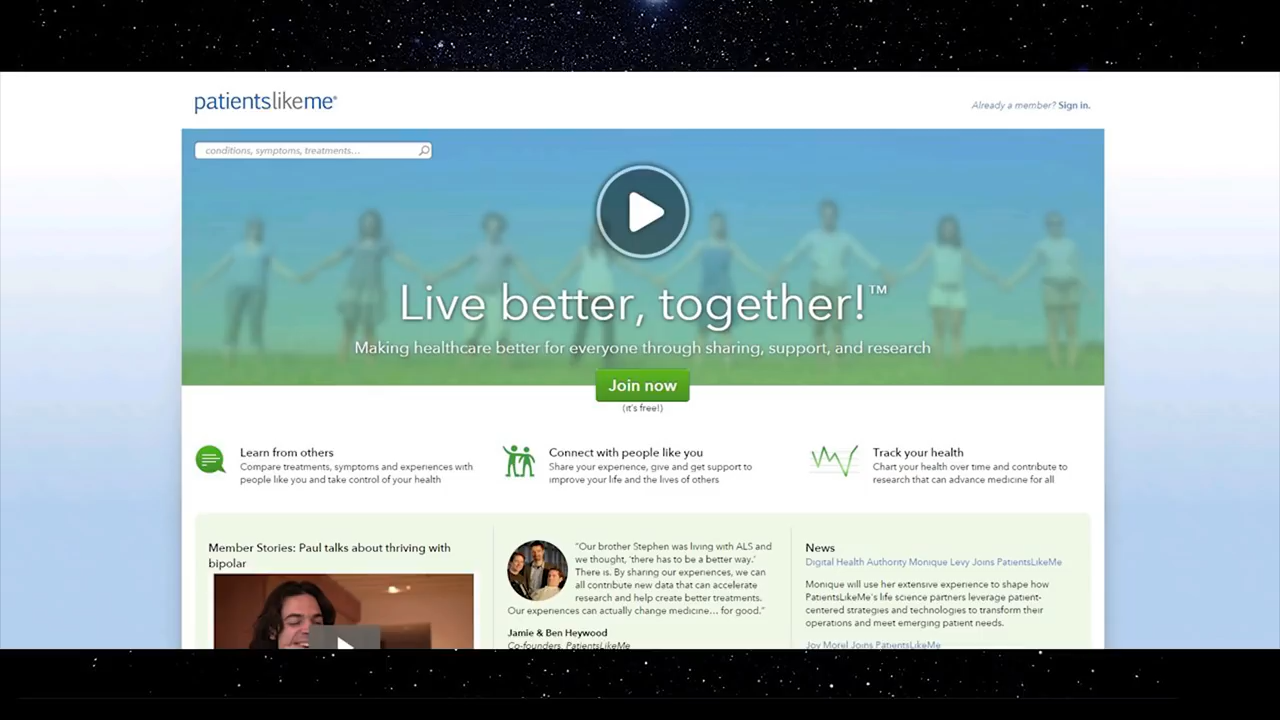 patientslikeme®
Already a member? Sign in.
conditions, symptoms, treatments...
Live better, together!™
Making healthcare better for everyone through sharing, support, and research
Join now
(it's free!)
Learn from others
Compare treatments, symptoms and experiences with
people like you and take control of your health
Connect with people like you
Share your experience, give and get support to
improve your life and the lives of others
Track your health
Chart your health over time and contribute to
research that can advance medicine for all
Member Stories: Paul talks about thriving with
bipolar
"Our brother Stephen was living with ALS and
we thought, 'there has to be a better way.'
There is. By sharing our experiences, we can
all contribute new data that can accelerate
research and help create better treatments.
Our experiences can actually change medicine... for good."
Jamie & Ben Heywood
Co-founders, PatientsLikeMe
News
Digital Health Authority Monique Levy Joins PatientsLikeMe
Monique will use her extensive experience to shape how
PatientsLikeMe's life science partners leverage patient-
centered strategies and technologies to transform their
operations and meet emerging patient needs.
Joy Morel Joins PatientsLikeMe